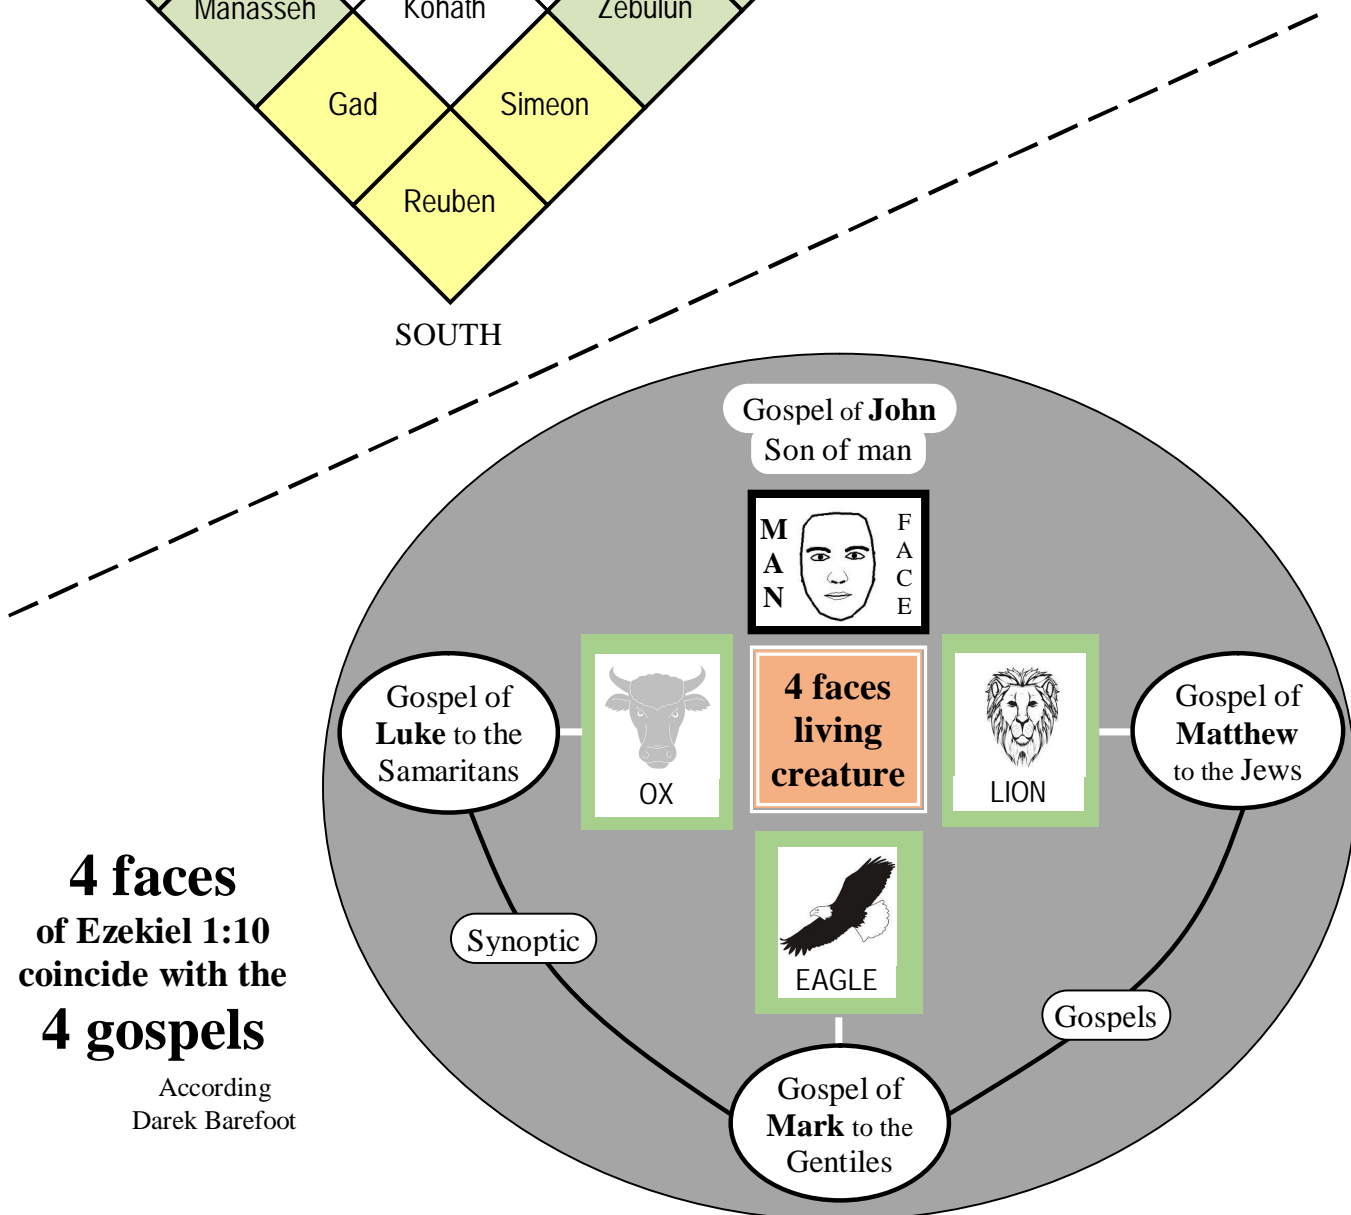 Manasseh
Kohath
Zebulun
Gad
Simeon
Reuben
SOUTH
Gospel of John
Son of man
MAN
FACE
Gospel of
Luke to the
Samaritans
OX
4 faces
living
creature
LION
Gospel of
Matthew
to the Jews
4 faces
of Ezekiel 1:10
coincide with the
4 gospels
According
Darek Barefoot
Synoptic
EAGLE
Gospels
Gospel of
Mark to the
Gentiles